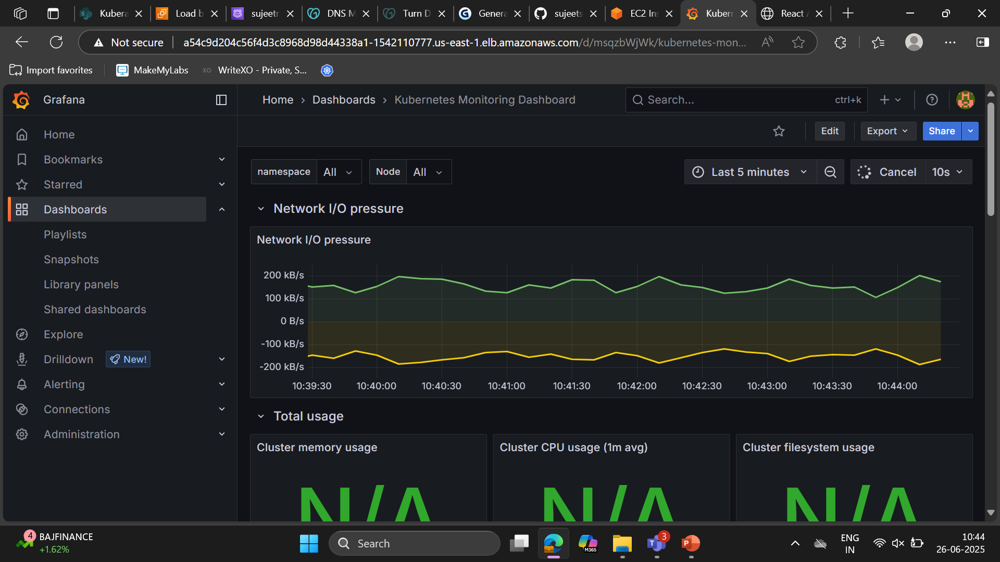 Kubera
Load b
sujeetr
DNS M
Turn D
Genera
sujeets
EC2 Ins
Kubern
React A
Not secure
a54c9d204c56f4d3c8968d98d44338a1-1542110777.us-east-1.elb.amazonaws.com/d/msqzbWjWk/kubernetes-mon...
Import favorites
MakeMyLabs
XO WriteXO - Private, S...
Grafana
Home › Dashboards › Kubernetes Monitoring Dashboard
Search... ctrl+k
Edit
Export
Share
Home
Bookmarks
Starred
Dashboards
Playlists
Snapshots
Library panels
Shared dashboards
Explore
Drilldown New!
Alerting
Connections
Administration
namespace All
Node All
Last 5 minutes
Cancel 10s
Network I/O pressure
Network I/O pressure
200 kB/s
100 kB/s
0 B/s
-100 kB/s
-200 kB/s
10:39:30 10:40:00 10:40:30 10:41:00 10:41:30 10:42:00 10:42:30 10:43:00 10:43:30 10:44:00
Total usage
Cluster memory usage
N/A
Cluster CPU usage (1m avg)
N/A
Cluster filesystem usage
N/A
4
BAJFINANCE
+1.62%
Search
M365
T
3
P
ENG
IN
10:44
26-06-2025